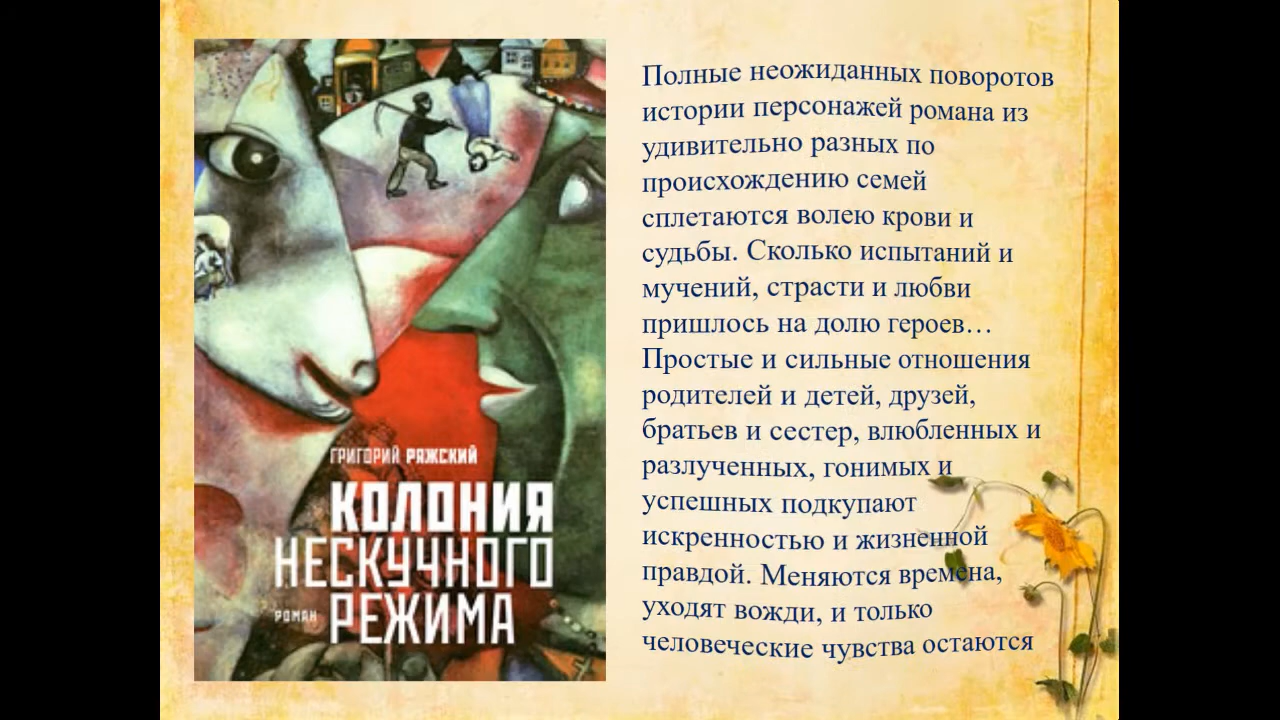 ГРИГОРИЙ РЯЖСКИЙ
КОЛОНИЯ
НЕСКУЧНОГО
РОМАН РЕЖИМА
Полные неожиданных поворотов
истории персонажей романа из
удивительно разных по
происхождению семей
сплетаются волею крови и
судьбы. Сколько испытаний и
мучений, страсти и любви
пришлось на долю героев…
Простые и сильные отношения
родителей и детей, друзей,
братьев и сестер, влюбленных и
разлученных, гонимых и
успешных подкупают
искренностью и жизненной
правдой. Меняются времена,
уходят вожди, и только
человеческие чувства остаются